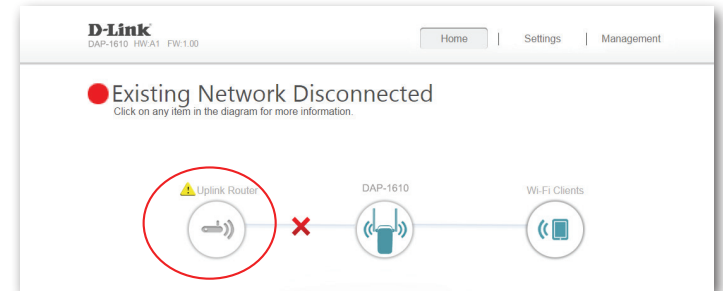 D-Link
DAP-1610 HW:A1 FW:1.00
Home | Settings | Management
Existing Network Disconnected
Click on any item in the diagram for more information.
Uplink Router
DAP-1610
Wi-Fi Clients